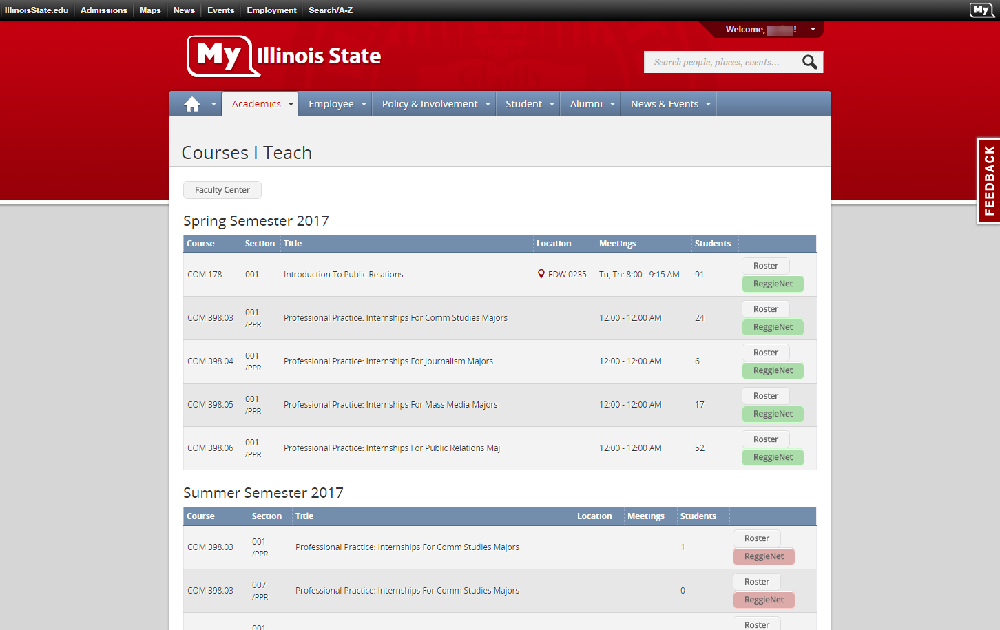 IllinoisState.edu Admissions Maps News Events Employment Search/A-Z My
Welcome, !
My Illinois State
Search people, places, events...
Academics Employee Policy & Involvement Student Alumni News & Events
FEEDBACK
Courses I Teach
Faculty Center
Spring Semester 2017
Course Section Title Location Meetings Students
COM 178 001 Introduction To Public Relations EDW 0235 Tu, Th: 8:00 - 9:15 AM 91 Roster
ReggieNet
COM 398.03 001 /PPR Professional Practice: Internships For Comm Studies Majors 12:00 - 12:00 AM 24 Roster
ReggieNet
COM 398.04 001 /PPR Professional Practice: Internships For Journalism Majors 12:00 - 12:00 AM 6 Roster
ReggieNet
COM 398.05 001 /PPR Professional Practice: Internships For Mass Media Majors 12:00 - 12:00 AM 17 Roster
ReggieNet
COM 398.06 001 /PPR Professional Practice: Internships For Public Relations Maj 12:00 - 12:00 AM 52 Roster
ReggieNet
Summer Semester 2017
Course Section Title Location Meetings Students
COM 398.03 001 /PPR Professional Practice: Internships For Comm Studies Majors 1 Roster
ReggieNet
COM 398.03 007 /PPR Professional Practice: Internships For Comm Studies Majors 0 Roster
ReggieNet
001 Roster